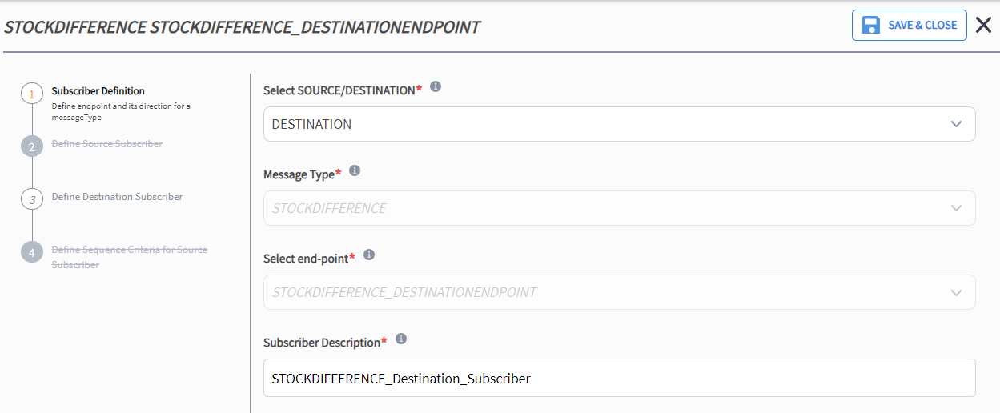 STOCKDIFFERENCE STOCKDIFFERENCE_DESTINATIONENDPOINT
SAVE & CLOSE
1
Subscriber Definition
Define endpoint and its direction for a
messageType
2
Define Source Subscriber
3
Define Destination Subscriber
4
Define Sequence Criteria for Source
Subscriber
Select SOURCE/DESTINATION*
DESTINATION
Message Type*
STOCKDIFFERENCE
Select end-point*
STOCKDIFFERENCE_DESTINATIONENDPOINT
Subscriber Description*
STOCKDIFFERENCE_Destination_Subscriber